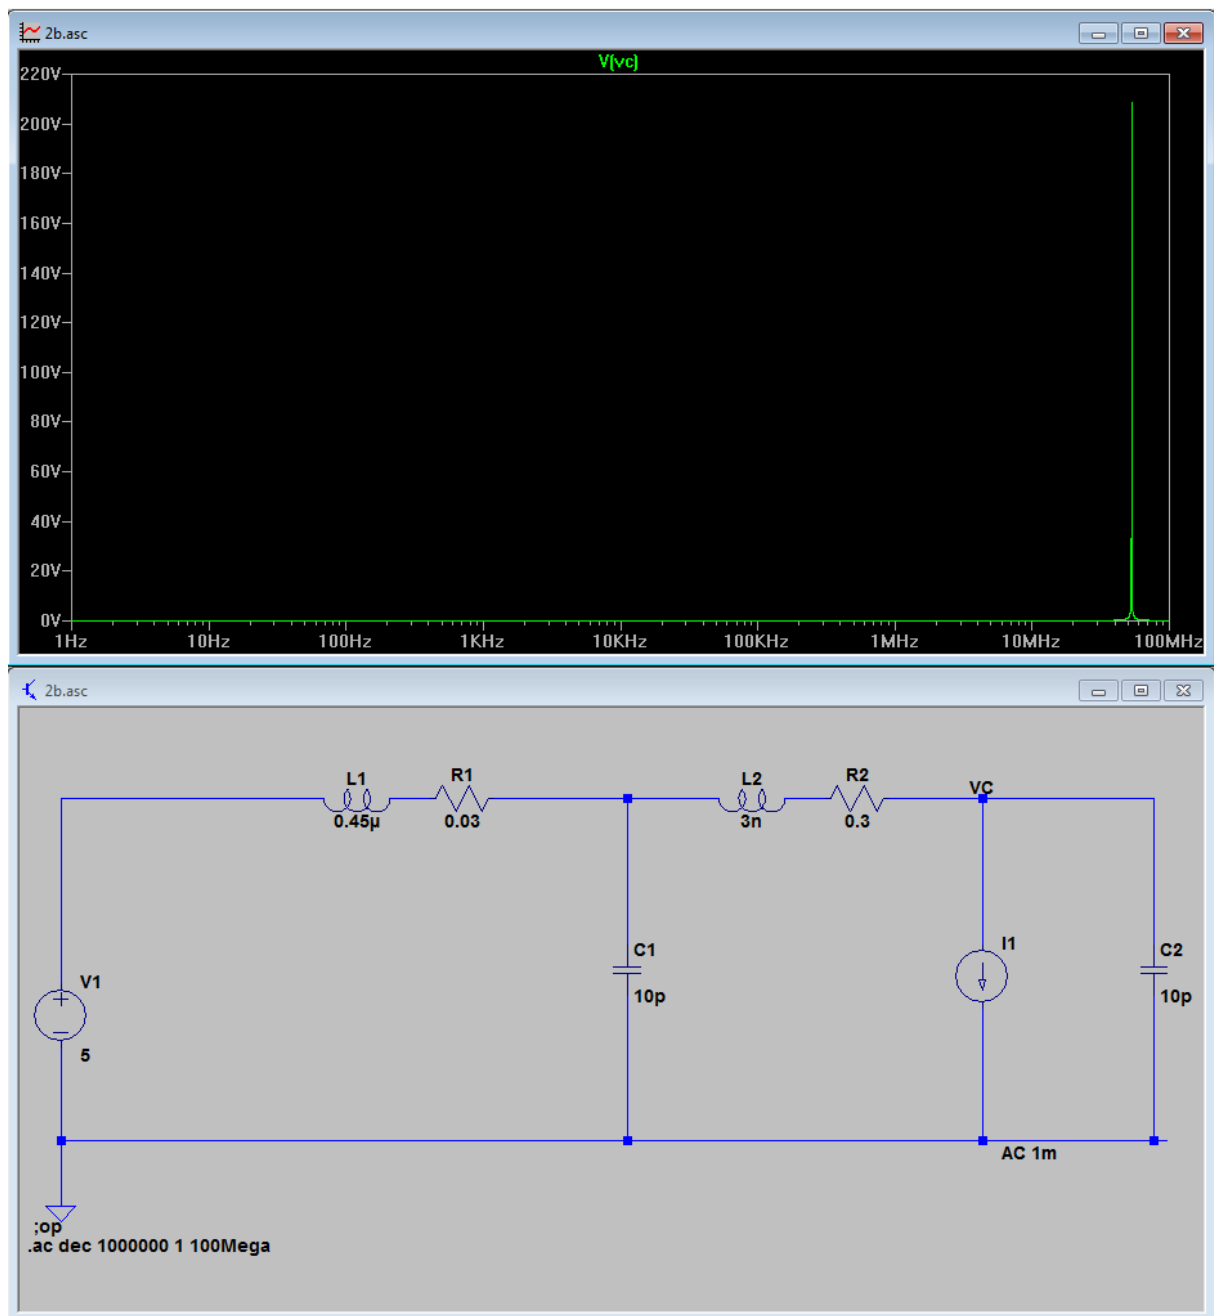 2b.asc
V(vc)
220V
200V
180V
160V
140V
120V
100V
80V
60V
40V
20V
0V
1Hz 10Hz 100Hz 1KHz 10KHz 100KHz 1MHz 10MHz 100MHz
2b.asc
L1 R1 L2 R2 VC
0.45µ 0.03 3n 0.3
C1 I1 C2
V1 10p 10p
5
AC 1m
;op
.ac dec 1000000 1 100Mega